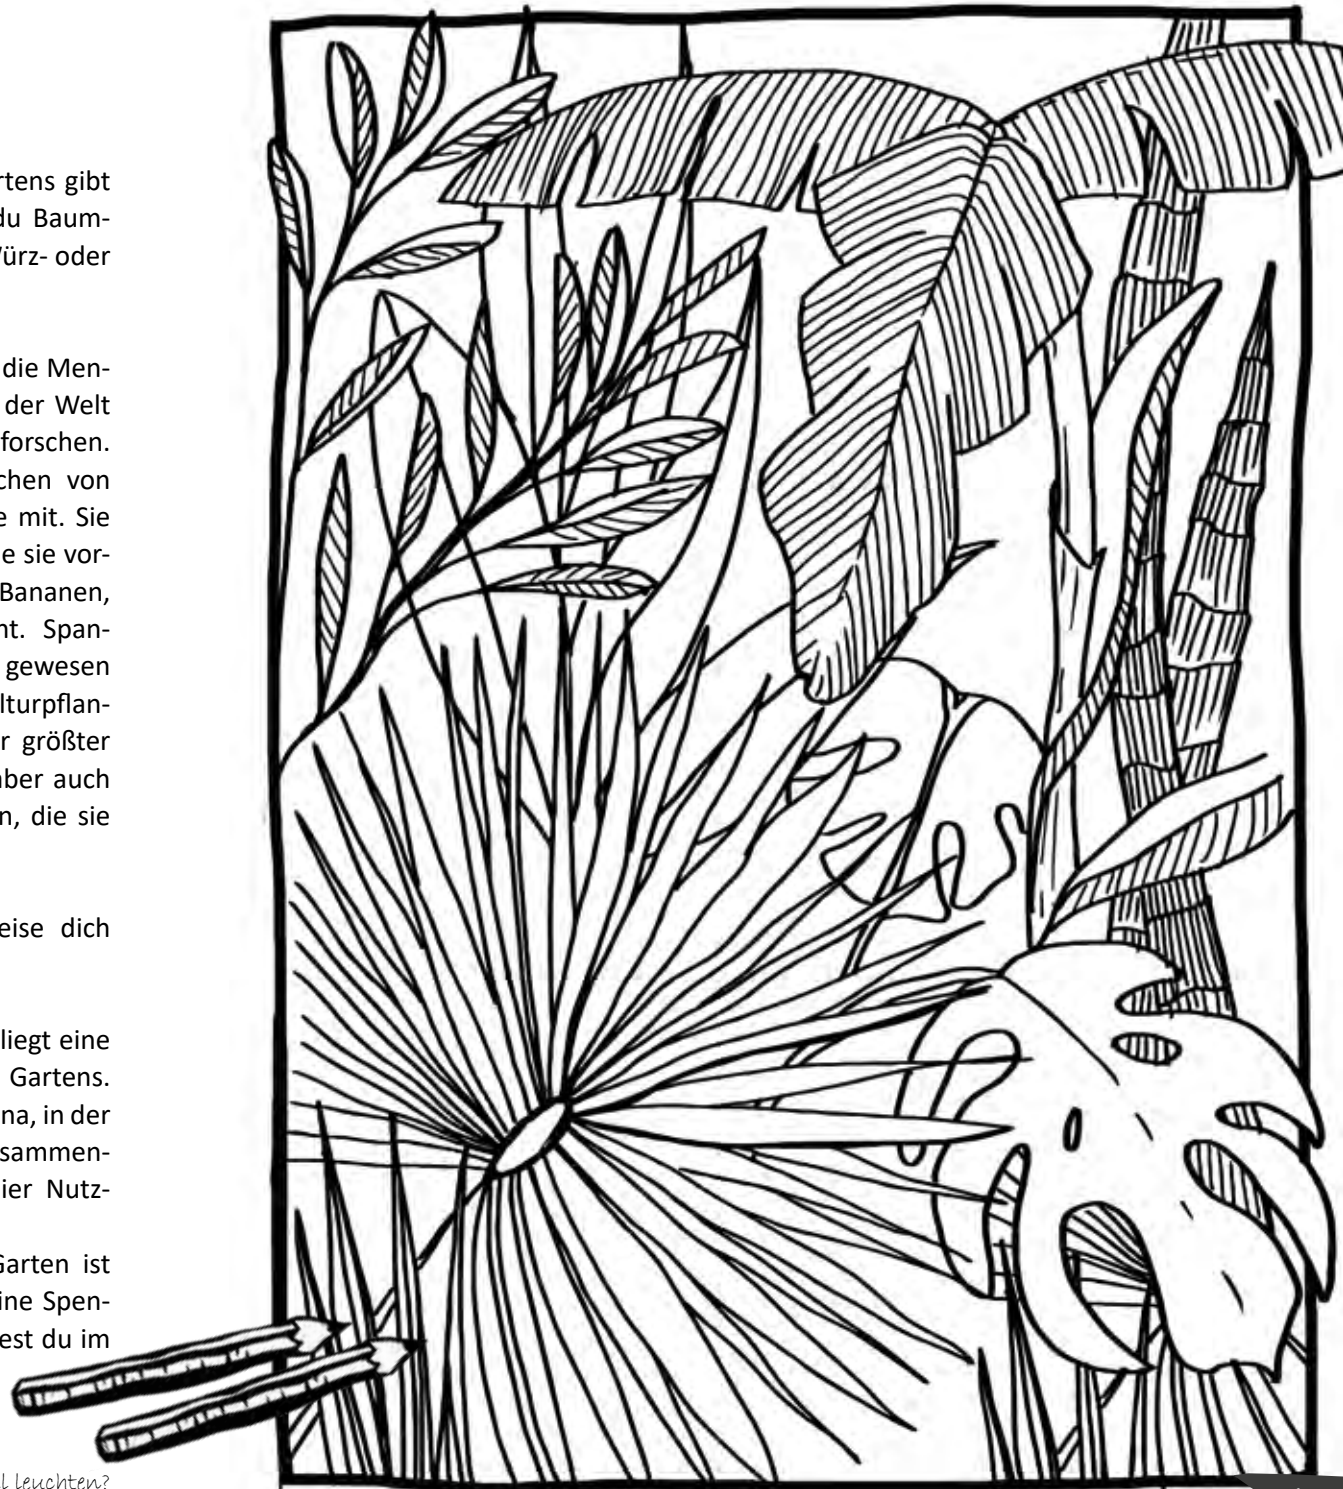 rtens gibt
du Baum-
Würz- oder
die Men-
der Welt
forschen.
chen von
e mit. Sie
e sie vor-
Bananen,
nt. Span-
gewesen
lturpflan-
r größter
aber auch
n, die sie
eise dich
liegt eine
Gartens.
na, in der
sammen-
ier Nutz-
Garten ist
ine Spen-
est du im
l leuchten?